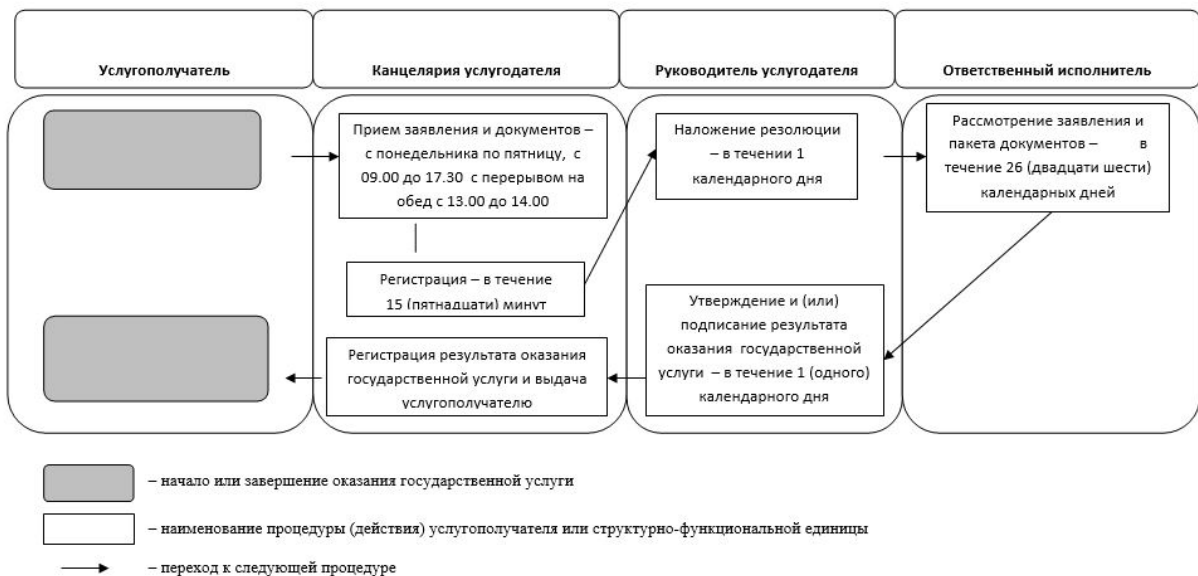 Услугополучатель
Канцелярия услугодателя
Руководитель услугодателя
Ответственный исполнитель
Прием заявления и документов –
с понедельника по пятницу, с
09.00 до 17.30 с перерывом на
обед с 13.00 до 14.00
Регистрация – в течение
15 (пятнадцати) минут
Наложение резолюции
– в течении 1
календарного дня
Рассмотрение заявления и
пакета документов – в
течение 26 (двадцати шести)
календарных дней
Утверждение и (или)
подписание результата
оказания государственной
услуги – в течение 1 (одного)
календарного дня
Регистрация результата оказания
государственной услуги и выдача
услугополучателю
– начало или завершение оказания государственной услуги
– наименование процедуры (действия) услугополучателя или структурно-функциональной единицы
– переход к следующей процедуре